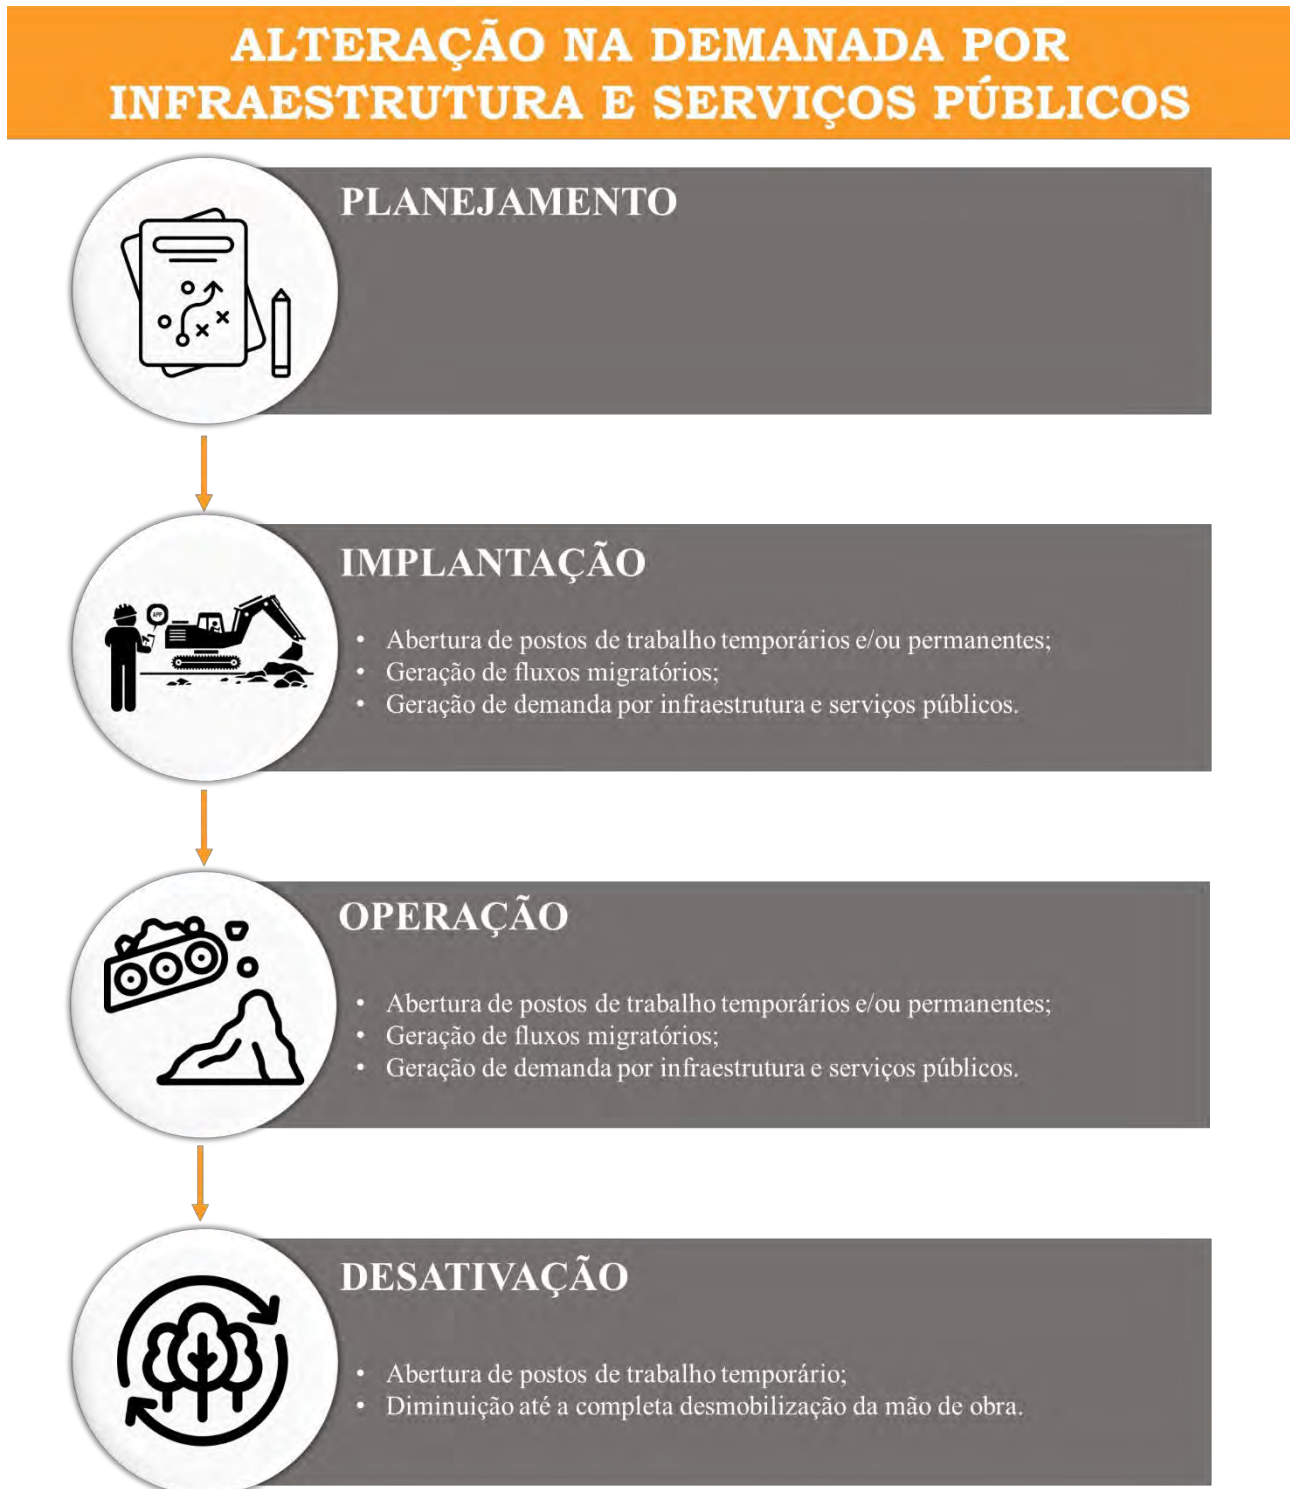 ALTERAÇÃO NA DEMANADA POR
INFRAESTRUTURA E SERVIÇOS PÚBLICOS
PLANEJAMENTO
IMPLANTAÇÃO
APP
• Abertura de postos de trabalho temporários e/ou permanentes;
• Geração de fluxos migratórios;
• Geração de demanda por infraestrutura e serviços públicos.
OPERAÇÃO
• Abertura de postos de trabalho temporários e/ou permanentes;
• Geração de fluxos migratórios;
• Geração de demanda por infraestrutura e serviços públicos.
DESATIVAÇÃO
• Abertura de postos de trabalho temporário;
• Diminuição até a completa desmobilização da mão de obra.